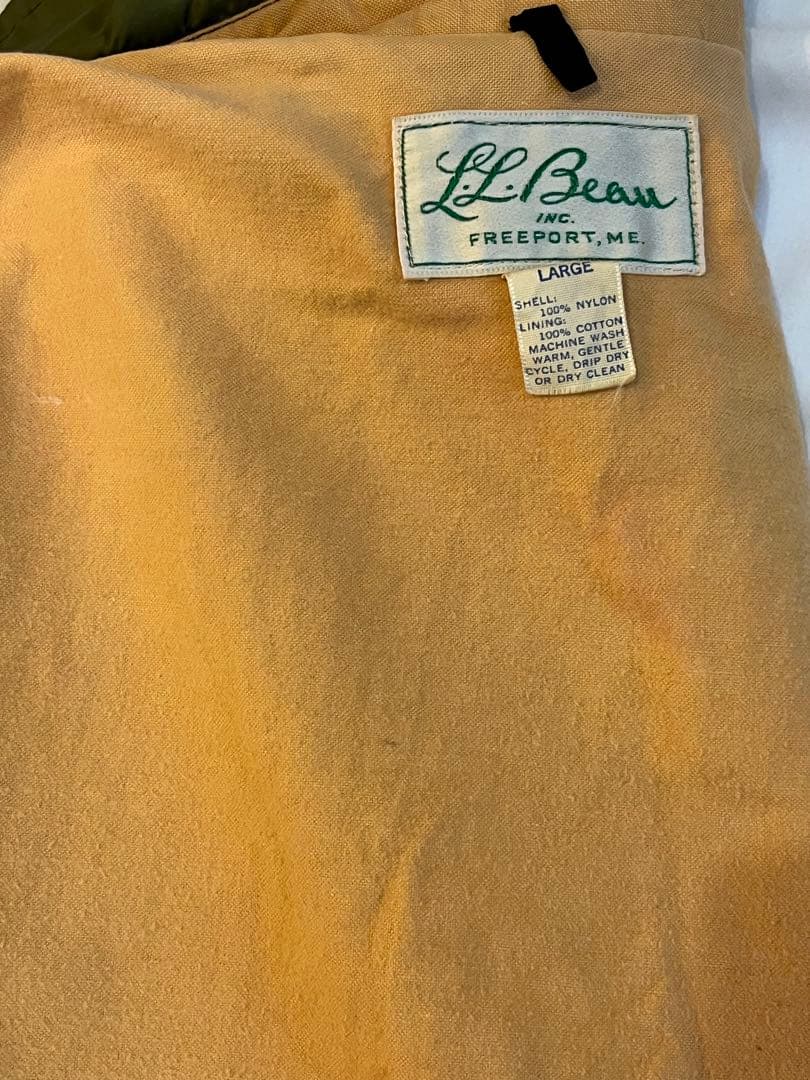 L.L.Bean
INC.
FREEPORT, ME.
LARGE
SHELL:
100% NYLON
LINING:
100% COTTON
MACHINE WASH
WARM, GENTLE
CYCLE, DRIP DRY
OR DRY CLEAN